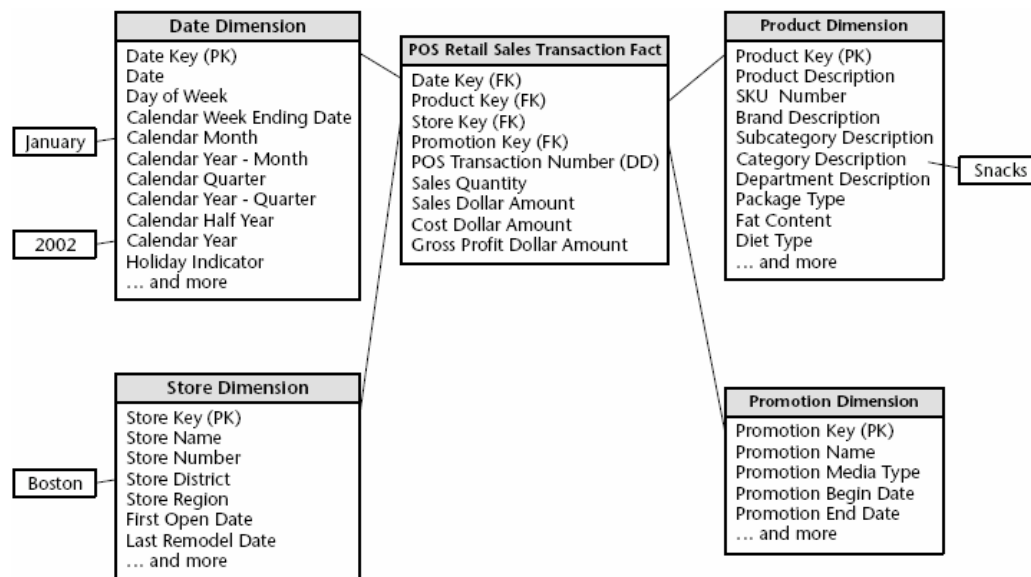 Date Dimension
Date Key (PK)
Date
Day of Week
Calendar Week Ending Date
Calendar Month
Calendar Year - Month
Calendar Quarter
Calendar Year - Quarter
Calendar Half Year
Calendar Year
Holiday Indicator
... and more
January
2002
POS Retail Sales Transaction Fact
Date Key (FK)
Product Key (FK)
Store Key (FK)
Promotion Key (FK)
POS Transaction Number (DD)
Sales Quantity
Sales Dollar Amount
Cost Dollar Amount
Gross Profit Dollar Amount
Product Dimension
Product Key (PK)
Product Description
SKU Number
Brand Description
Subcategory Description
Category Description
Department Description
Package Type
Fat Content
Diet Type
... and more
Snacks
Store Dimension
Store Key (PK)
Store Name
Store Number
Store District
Store Region
First Open Date
Last Remodel Date
... and more
Boston
Promotion Dimension
Promotion Key (PK)
Promotion Name
Promotion Media Type
Promotion Begin Date
Promotion End Date
... and more